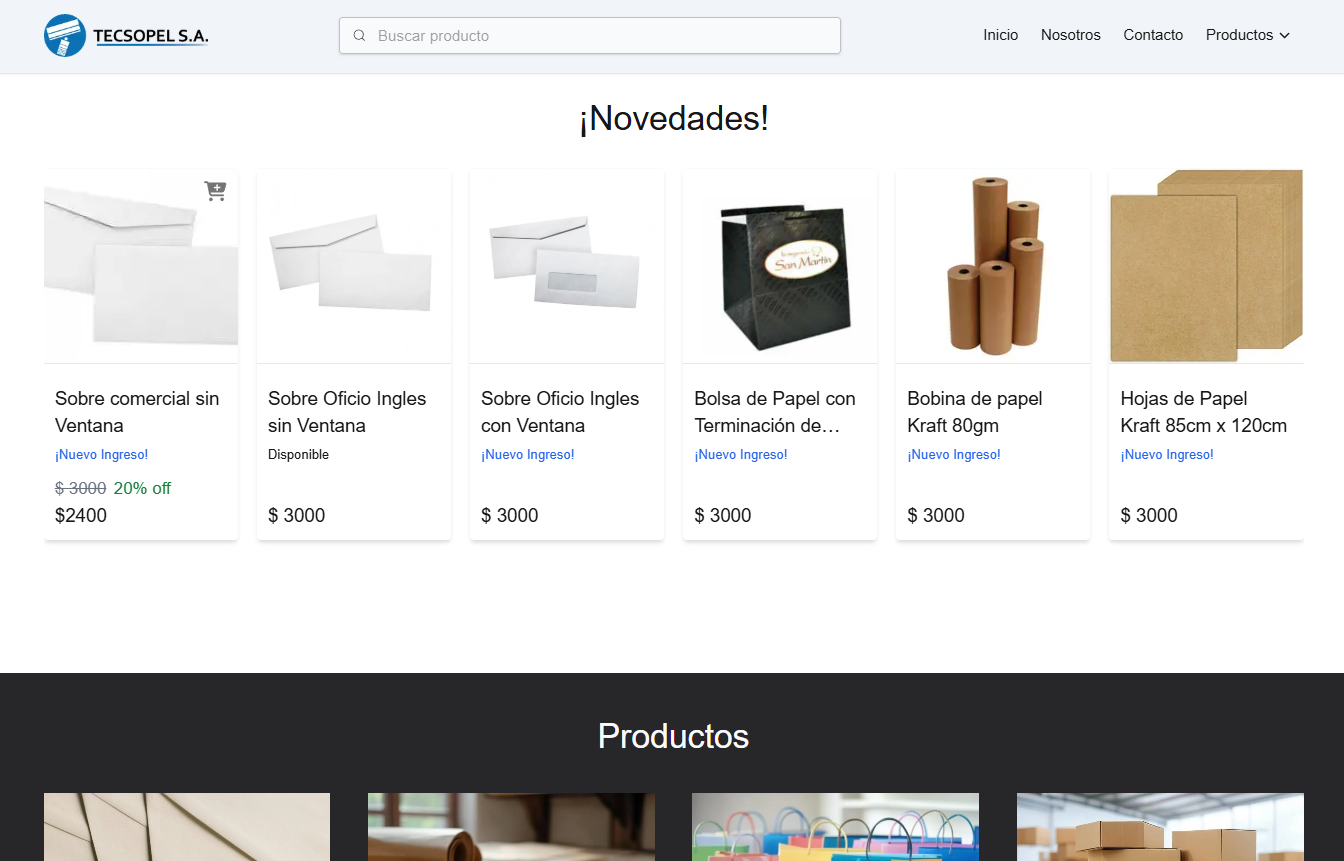 TECSOPEL S.A.
Buscar producto
Inicio
Nosotros
Contacto
Productos
¡Novedades!
San Martín
Sobre comercial sin
Ventana
¡Nuevo Ingreso!
$ 3000 20% off
$2400
Sobre Oficio Ingles
sin Ventana
Disponible
$ 3000
Sobre Oficio Ingles
con Ventana
¡Nuevo Ingreso!
$ 3000
Bolsa de Papel con
Terminación de…
¡Nuevo Ingreso!
$ 3000
Bobina de papel
Kraft 80gm
¡Nuevo Ingreso!
$ 3000
Hojas de Papel
Kraft 85cm x 120cm
¡Nuevo Ingreso!
$ 3000
Productos